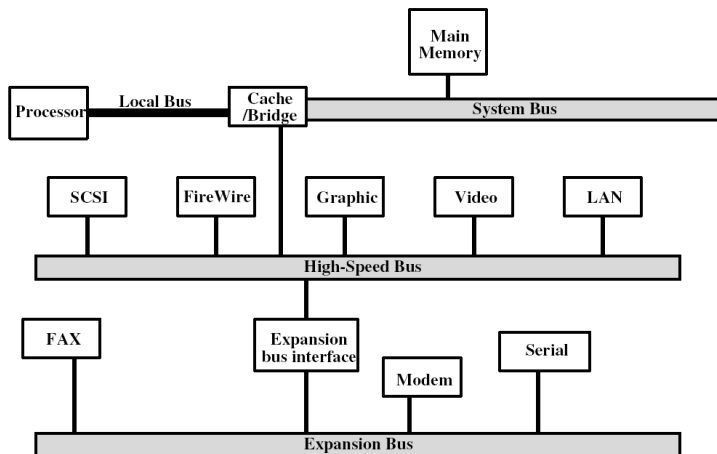 Main
Memory
Processor
Local Bus
Cache
/Bridge
System Bus
SCSI
FireWire
Graphic
Video
LAN
High-Speed Bus
FAX
Expansion
bus interface
Modem
Serial
Expansion Bus